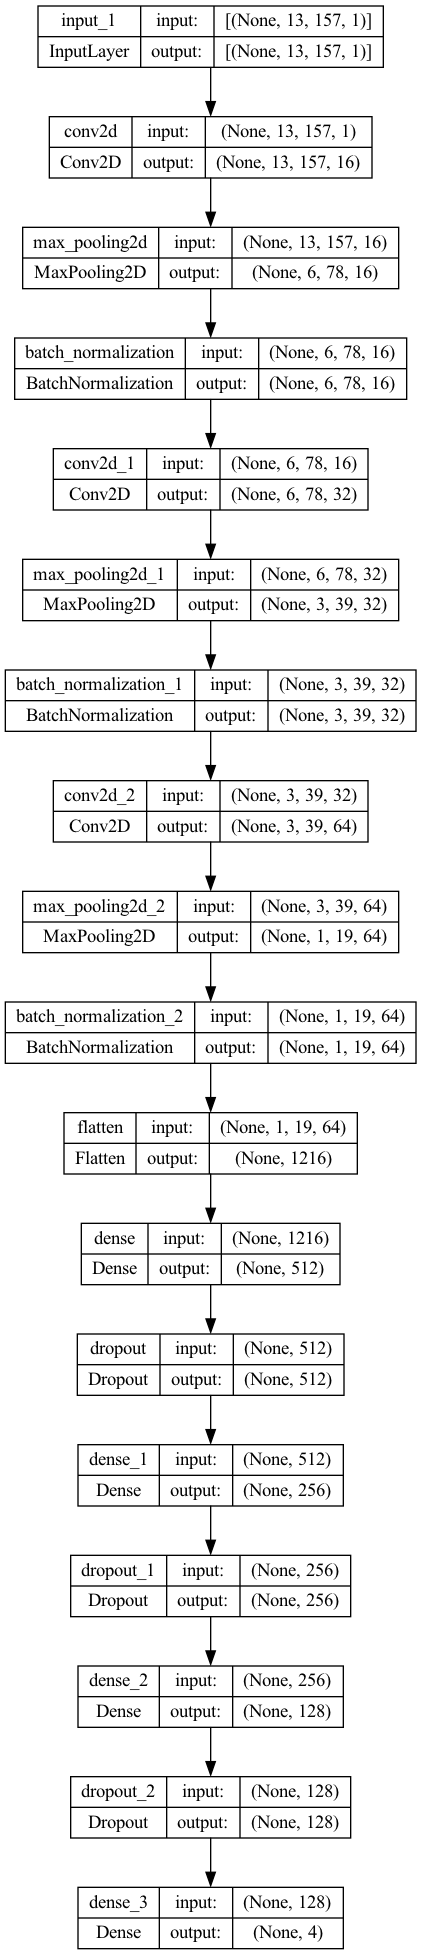 input_1 input: [(None, 13, 157, 1)]
InputLayer output: [(None, 13, 157, 1)]
conv2d input: (None, 13, 157, 1)
Conv2D output: (None, 13, 157, 16)
max_pooling2d input: (None, 13, 157, 16)
MaxPooling2D output: (None, 6, 78, 16)
batch_normalization input: (None, 6, 78, 16)
BatchNormalization output: (None, 6, 78, 16)
conv2d_1 input: (None, 6, 78, 16)
Conv2D output: (None, 6, 78, 32)
max_pooling2d_1 input: (None, 6, 78, 32)
MaxPooling2D output: (None, 3, 39, 32)
batch_normalization_1 input: (None, 3, 39, 32)
BatchNormalization output: (None, 3, 39, 32)
conv2d_2 input: (None, 3, 39, 32)
Conv2D output: (None, 3, 39, 64)
max_pooling2d_2 input: (None, 3, 39, 64)
MaxPooling2D output: (None, 1, 19, 64)
batch_normalization_2 input: (None, 1, 19, 64)
BatchNormalization output: (None, 1, 19, 64)
flatten input: (None, 1, 19, 64)
Flatten output: (None, 1216)
dense input: (None, 1216)
Dense output: (None, 512)
dropout input: (None, 512)
Dropout output: (None, 512)
dense_1 input: (None, 512)
Dense output: (None, 256)
dropout_1 input: (None, 256)
Dropout output: (None, 256)
dense_2 input: (None, 256)
Dense output: (None, 128)
dropout_2 input: (None, 128)
Dropout output: (None, 128)
dense_3 input: (None, 128)
Dense output: (None, 4)